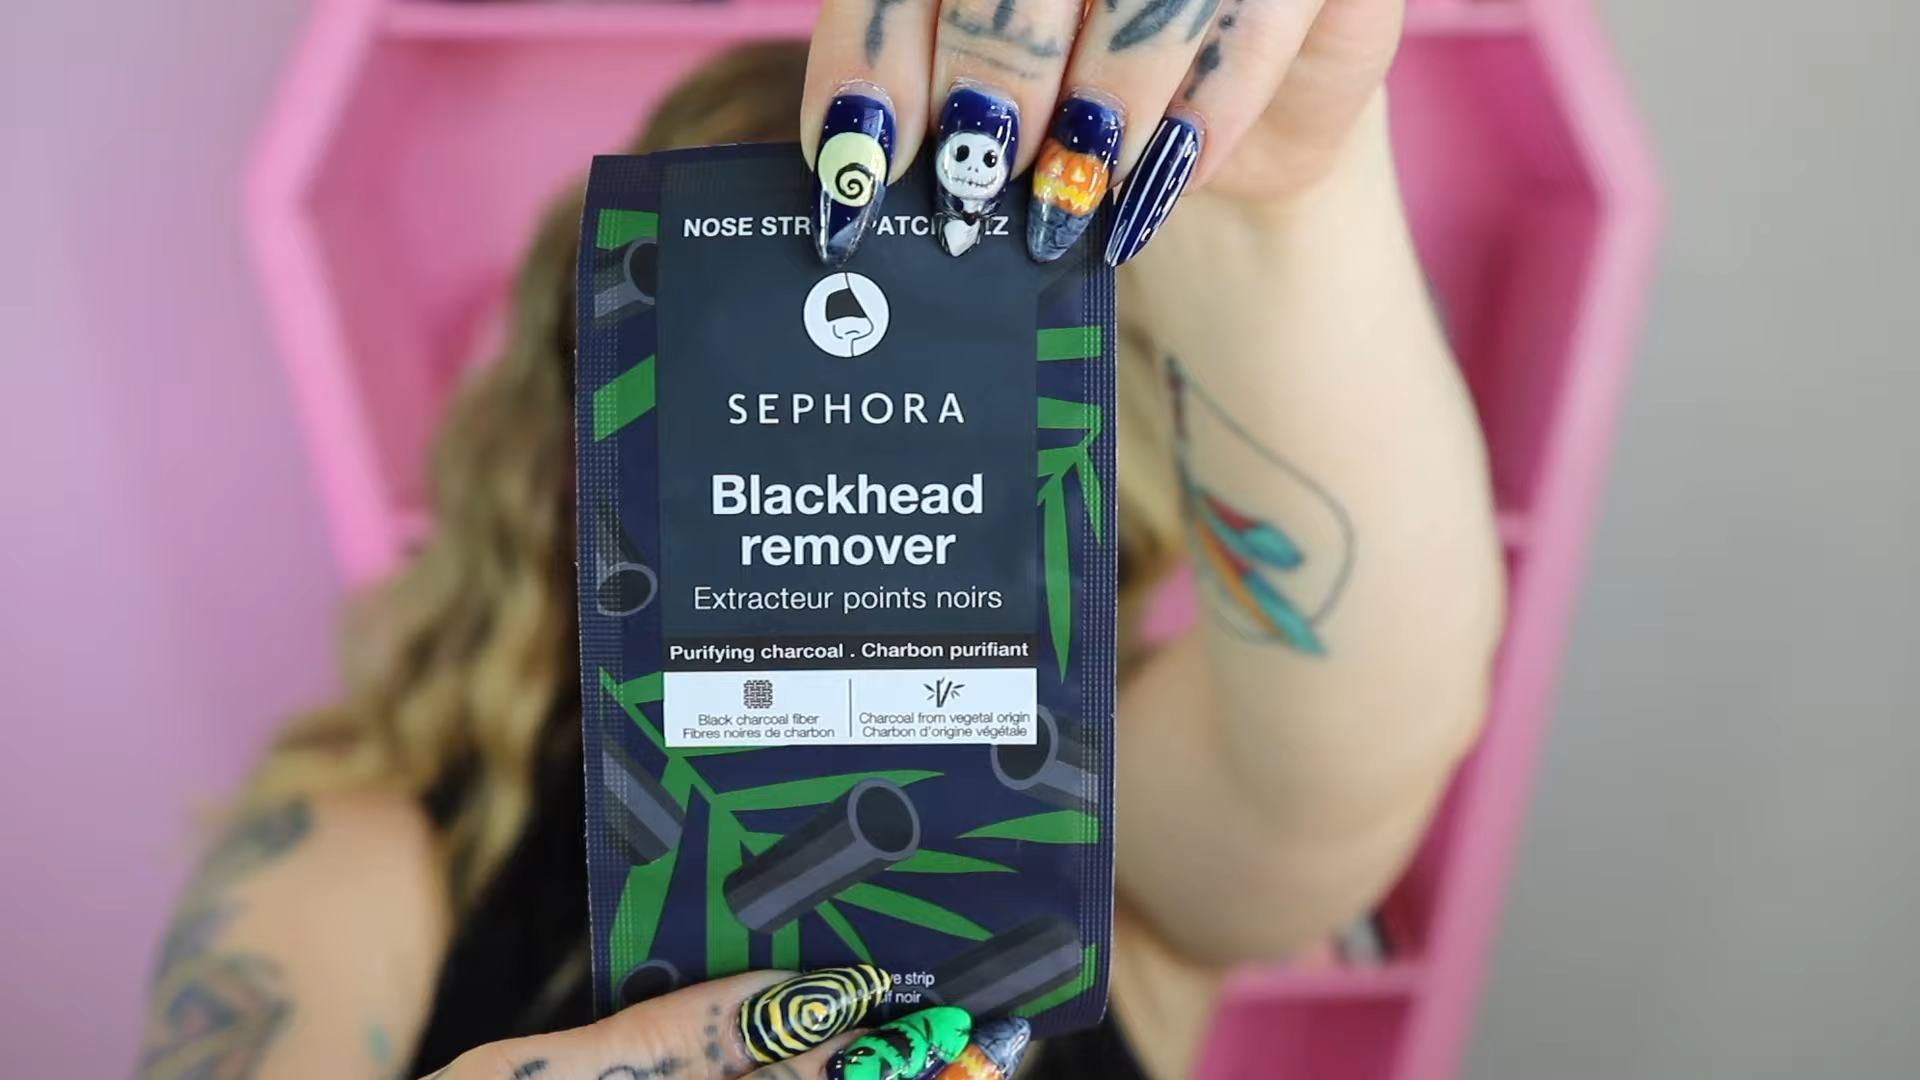 NOSE
SEPHORA
Blackhead
remover
Extracteur points noirs
Purifying charcoal . Charbon purifiant
Black charcoal fiber
Fibres noires de charbon
Charcoal from vegetal origin
Charbon d'origine végétale
strip
noir